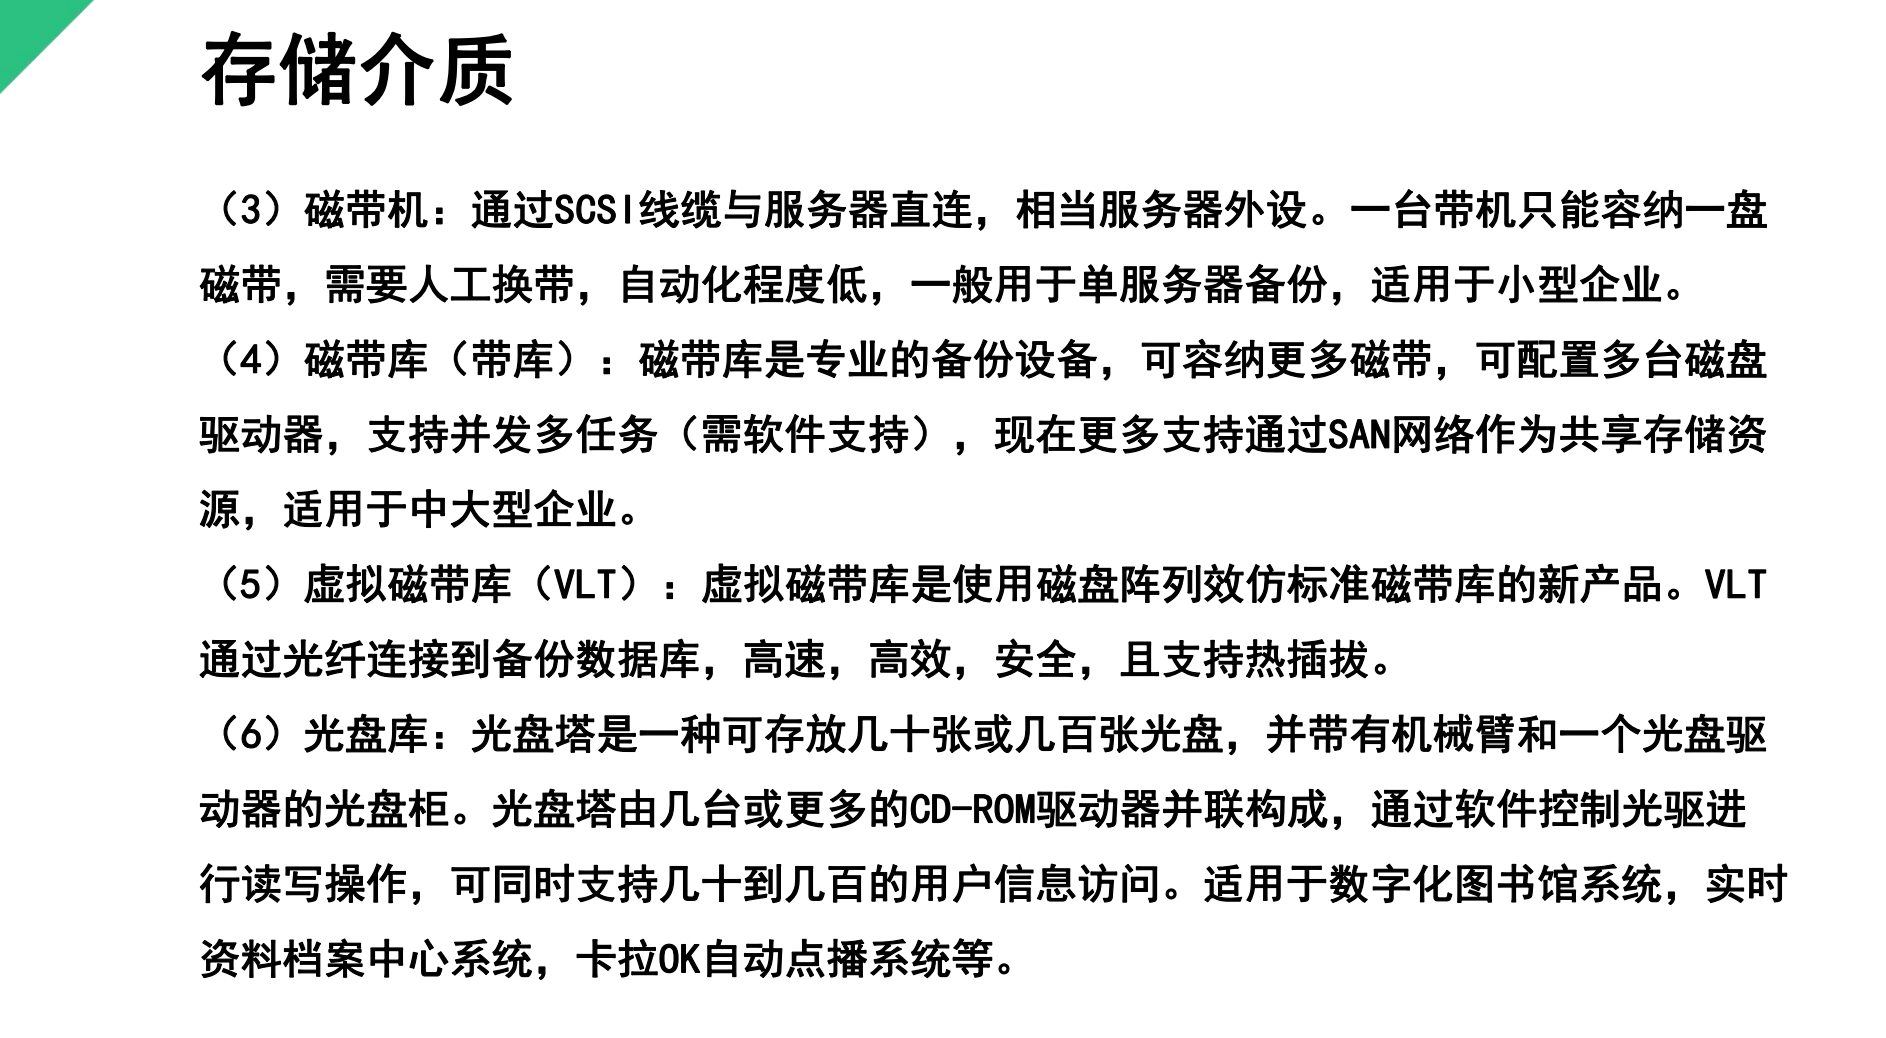 存储介质
（3）磁带机：通过SCSI线缆与服务器直连，相当服务器外设。一台带机只能容纳一盘
磁带，需要人工换带，自动化程度低，一般用于单服务器备份，适用于小型企业。
（4）磁带库（带库）：磁带库是专业的备份设备，可容纳更多磁带，可配置多台磁盘
驱动器，支持并发多任务（需软件支持），现在更多支持通过SAN网络作为共享存储资
源，适用于中大型企业。
（5）虚拟磁带库（VLT）：虚拟磁带库是使用磁盘阵列效仿标准磁带库的新产品。VLT
通过光纤连接到备份数据库，高速，高效，安全，且支持热插拔。
（6）光盘库：光盘塔是一种可存放几十张或几百张光盘，并带有机械臂和一个光盘驱
动器的光盘柜。光盘塔由几台或更多的CD-ROM驱动器并联构成，通过软件控制光驱进
行读写操作，可同时支持几十到几百的用户信息访问。适用于数字化图书馆系统，实时
资料档案中心系统，卡拉OK自动点播系统等。